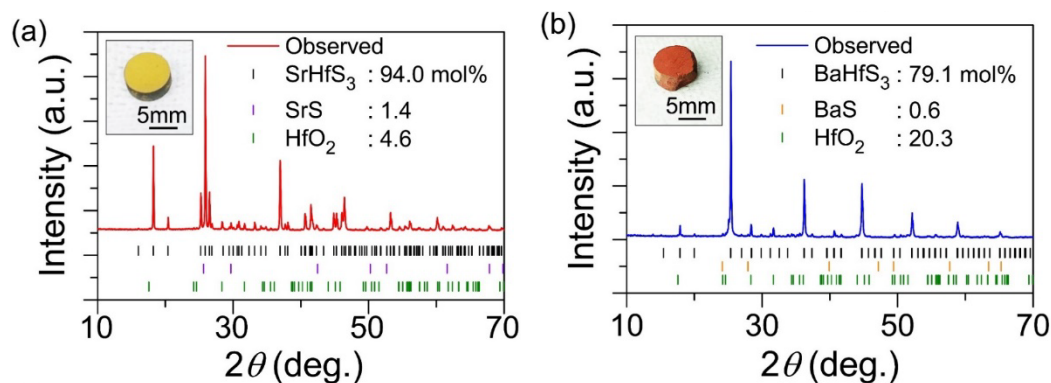 (a)
5mm
Observed
SrHfS₃ : 94.0 mol%
SrS : 1.4
HfO₂ : 4.6
Intensity (a.u.)
10 30 50 70
2θ (deg.)
(b)
5mm
Observed
BaHfS₃ : 79.1 mol%
BaS : 0.6
HfO₂ : 20.3
Intensity (a.u.)
10 30 50 70
2θ (deg.)